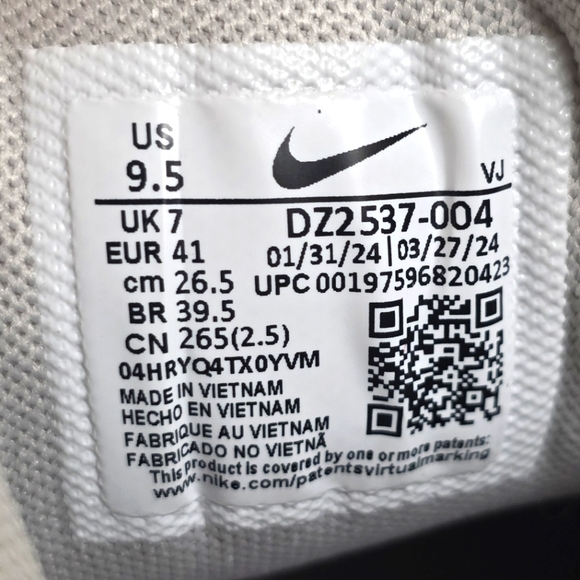 US
9.5
VJ
UK 7
DZ2537-004
EUR 41
01/31/24|03/27/24
cm 26.5
UPC 00197596820423
BR 39.5
CN 265(2.5)
04HRYQ4TX0YVM
MADE IN VIETNAM
HECHO EN VIETNAM
FABRIQUE AU VIETNAM
FABRICADO NO VIETNÃ
This product is covered by one or more patents:
www.nike.com/patentsvirtualmarking